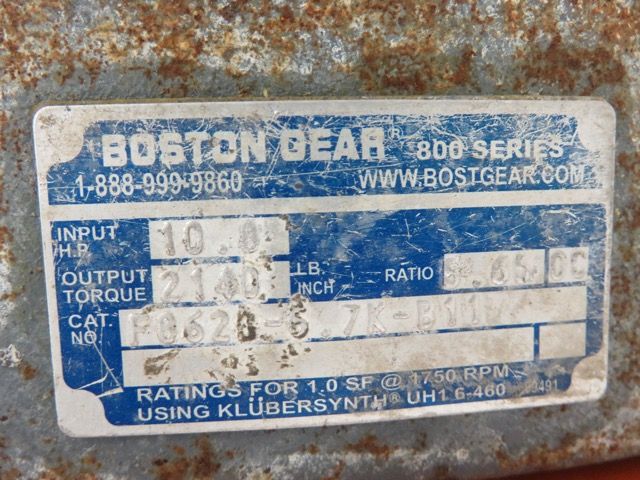 BOSTON GEAR® 800 SERIES
1-888-999-9860 WWW.BOSTGEAR.COM
INPUT H.P. 10.0
OUTPUT TORQUE 2140 LB. INCH RATIO
CAT. NO.
RATINGS FOR 1.0 SF @ 1750 RPM
USING KLÜBERSYNTH® UH1 6-460